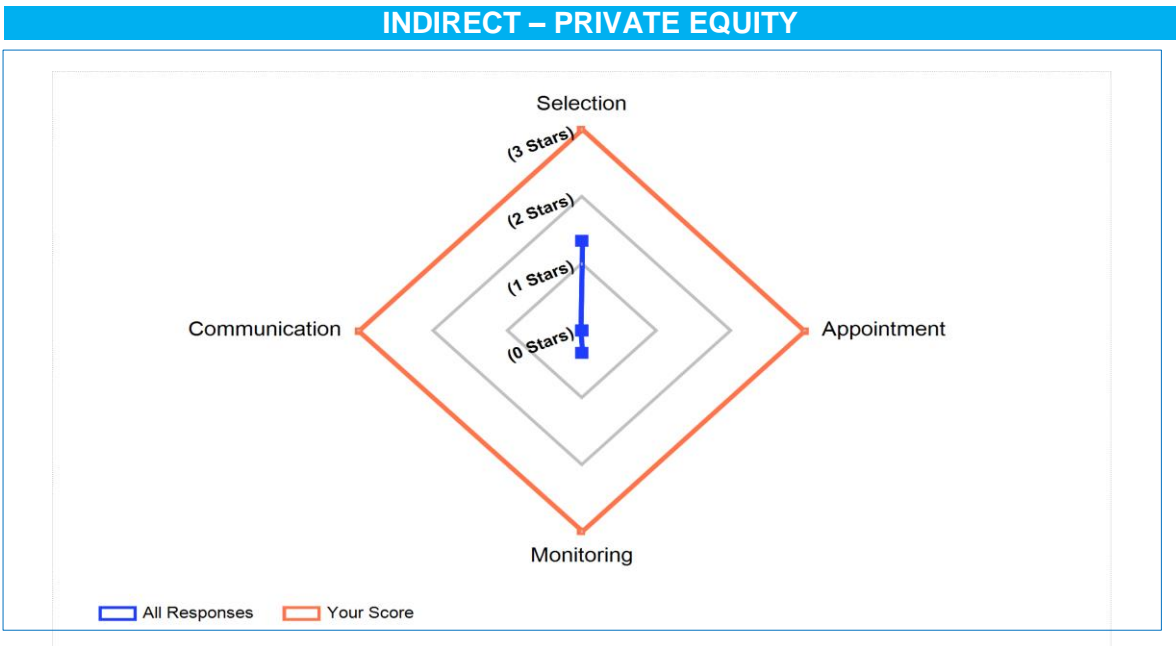 INDIRECT – PRIVATE EQUITY
Selection
(3 Stars)
(2 Stars)
(1 Stars)
(0 Stars)
Communication
Appointment
Monitoring
All Responses
Your Score